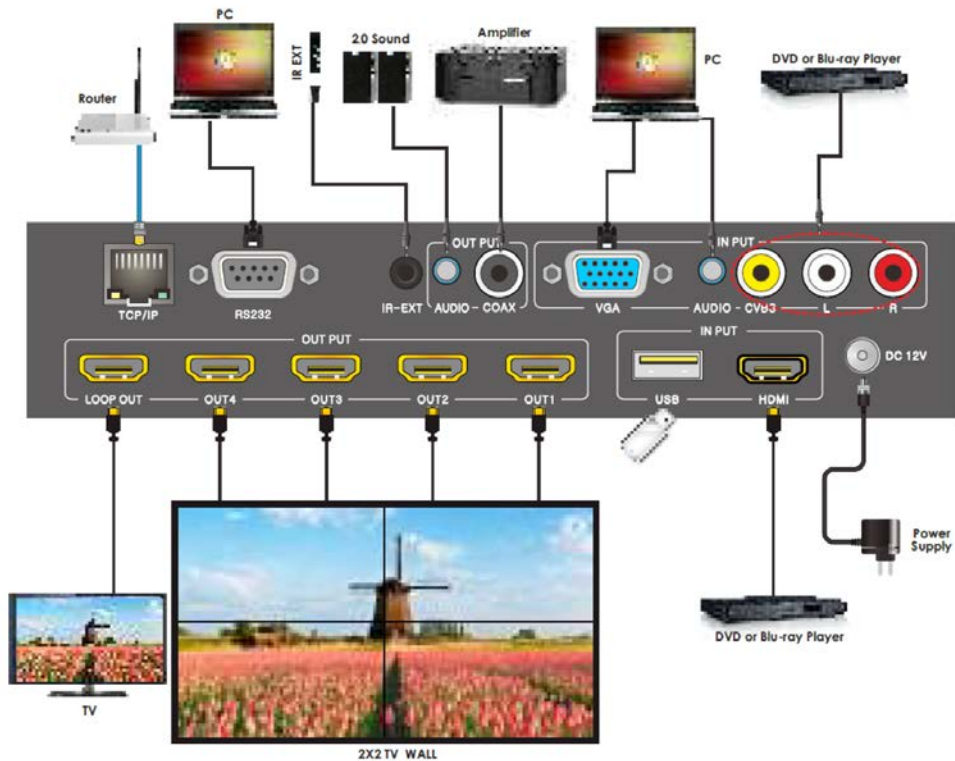 PC
IR EXT
2.0 Sound
Amplifier
PC
DVD or Blu-ray Player
Router
OUT PUT
IN PUT
TCP/IP
RS232
IR-EXT
AUDIO - COAX
VGA
AUDIO - CVBS
L
R
OUT PUT
IN PUT
DC 12V
LOOP OUT
OUT4
OUT3
OUT2
OUT1
USB
HDMI
Power
Supply
DVD or Blu-ray Player
TV
2X2 TV WALL